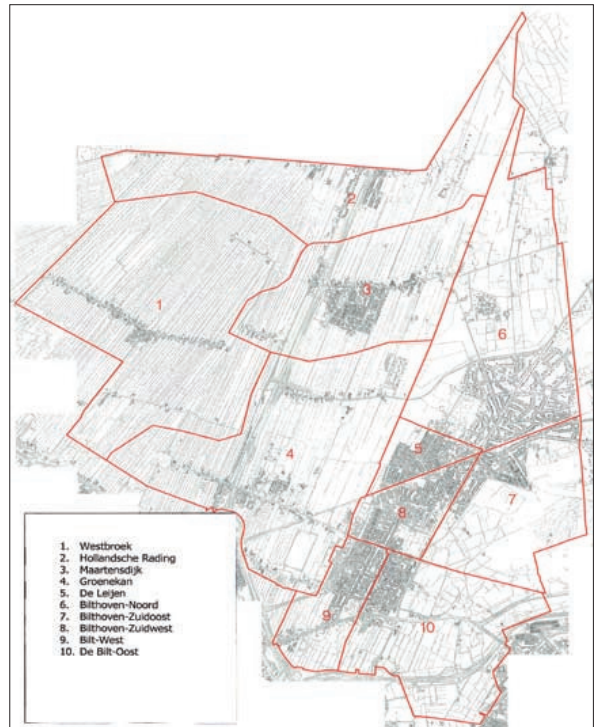 2
1
3
6
4
5
7
8
9
10
1. Westbroek
2. Hollandsche Rading
3. Maartensdijk
4. Groenekan
5. De Leijen
6. Bilthoven-Noord
7. Bilthoven-Zuidoost
8. Bilthoven-Zuidwest
9. Bilt-West
10. De Bilt-Oost